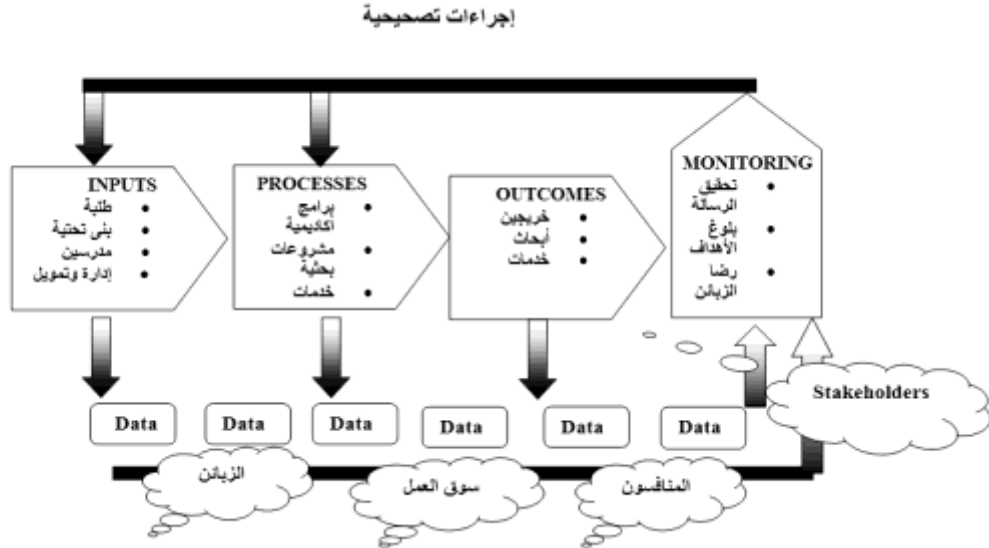 إجراءات تصحيحية
INPUTS
• طلبة
• بنى تحتية
• مدرسين
• إدارة وتمويل
PROCESSES
• برامج
اكاديمية
• مشروعات
بحثية
• خدمات
OUTCOMES
• خريجين
• أبحاث
• خدمات
MONITORING
• تحقيق
الرسالة
• بلوغ
الأهداف
• رضا
الزبائن
Stakeholders
Data
Data
Data
Data
Data
Data
الزبائن
سوق العمل
المنافسون